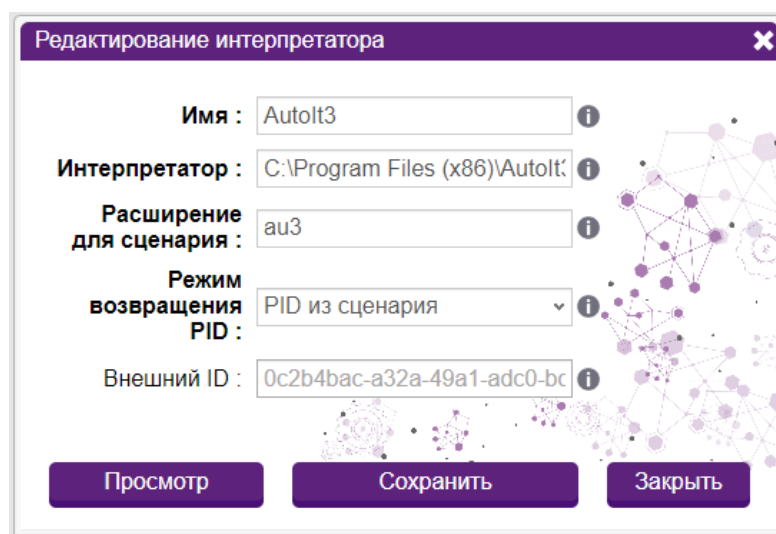 Редактирование интерпретатора
Имя : AutoIt3
Интерпретатор : C:\Program Files (x86)\AutoIt:
Расширение
для сценария : au3
Режим
возвращения PID из сценария
PID :
Внешний ID : 0c2b4bac-a32a-49a1-adc0-bc
Просмотр Сохранить Закрыть